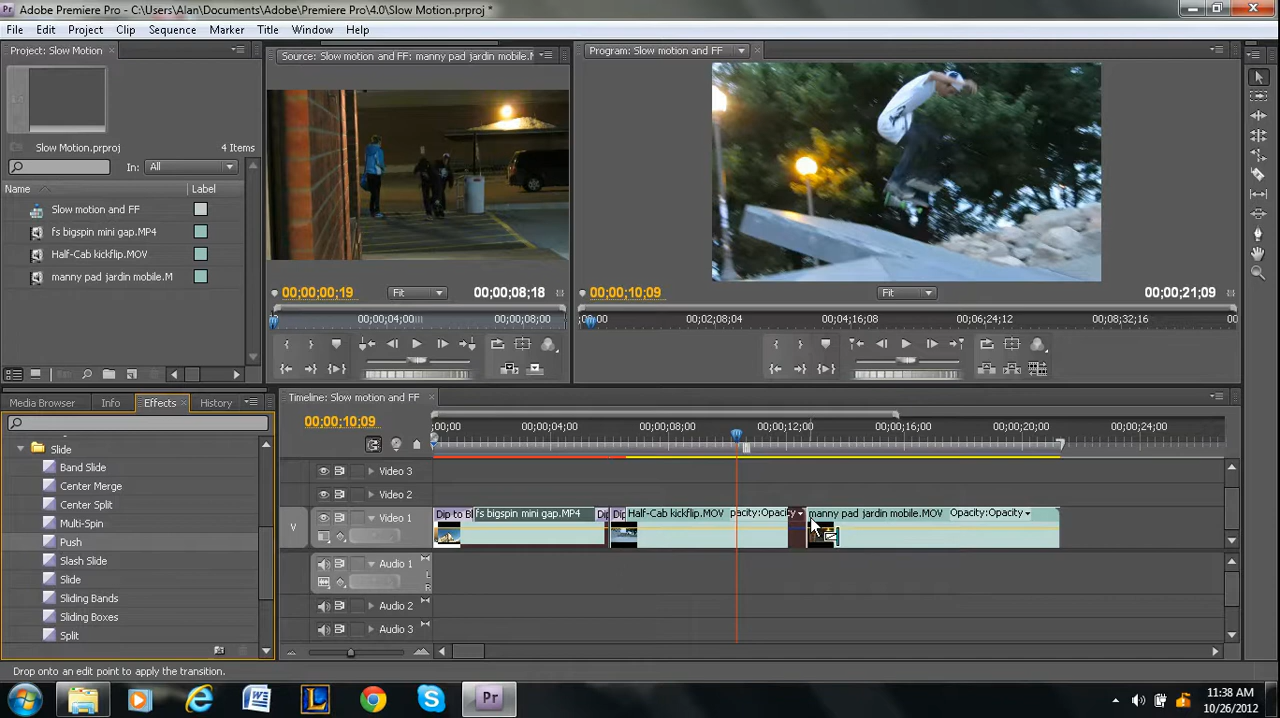 Adobe Premiere Pro - C:\Users\Alan\Documents\Adobe\Premiere Pro\4.0\Slow Motion.prproj *
File Edit Project Clip Sequence Marker Title Window Help
Project: Slow Motion
Source: Slow motion and FF: manny pad jardin mobile.M
Program: Slow motion and FF
Slow Motion.prproj
4 Items
In: All
Name Label
Slow motion and FF
fs bigspin mini gap.MP4
Half-Cab kickflip.MOV
manny pad jardin mobile.M
00;00;00;19 Fit 00;00;08;18
00;00;10;09 Fit 00;00;21;09
00;00;04;00 00;00;08;00
;00;00 00;02;08;04 00;04;16;08 00;06;24;12 00;08;32;16 00
Media Browser Info Effects History
Slide
Band Slide
Center Merge
Center Split
Multi-Spin
Push
Slash Slide
Slide
Sliding Bands
Sliding Boxes
Split
Timeline: Slow motion and FF
00;00;10;09
;00;00 00;00;04;00 00;00;08;00 00;00;12;00 00;00;16;00 00;00;20;00 00;00;24;00
Video 3
Video 2
V Video 1
Dip to Bl fs bigspin mini gap.MP4 Dip Dip Half-Cab kickflip.MOV pacity:Opacity manny pad jardin mobile.MOV Opacity:Opacity
Audio 1
L
R
Audio 2
Audio 3
Drop onto an edit point to apply the transition.
Pr
11:38 AM
10/26/2012